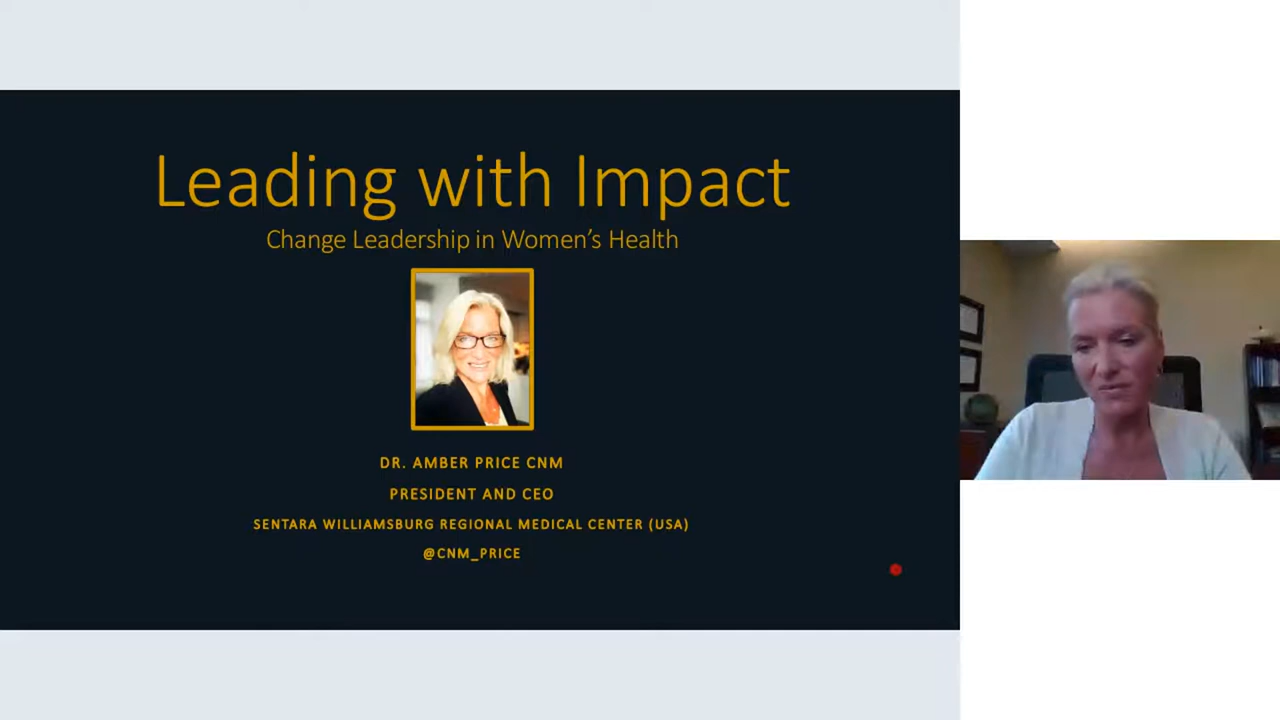 Leading with Impact
Change Leadership in Women's Health
DR. AMBER PRICE CNM
PRESIDENT AND CEO
SENTARA WILLIAMSBURG REGIONAL MEDICAL CENTER (USA)
@CNM_PRICE